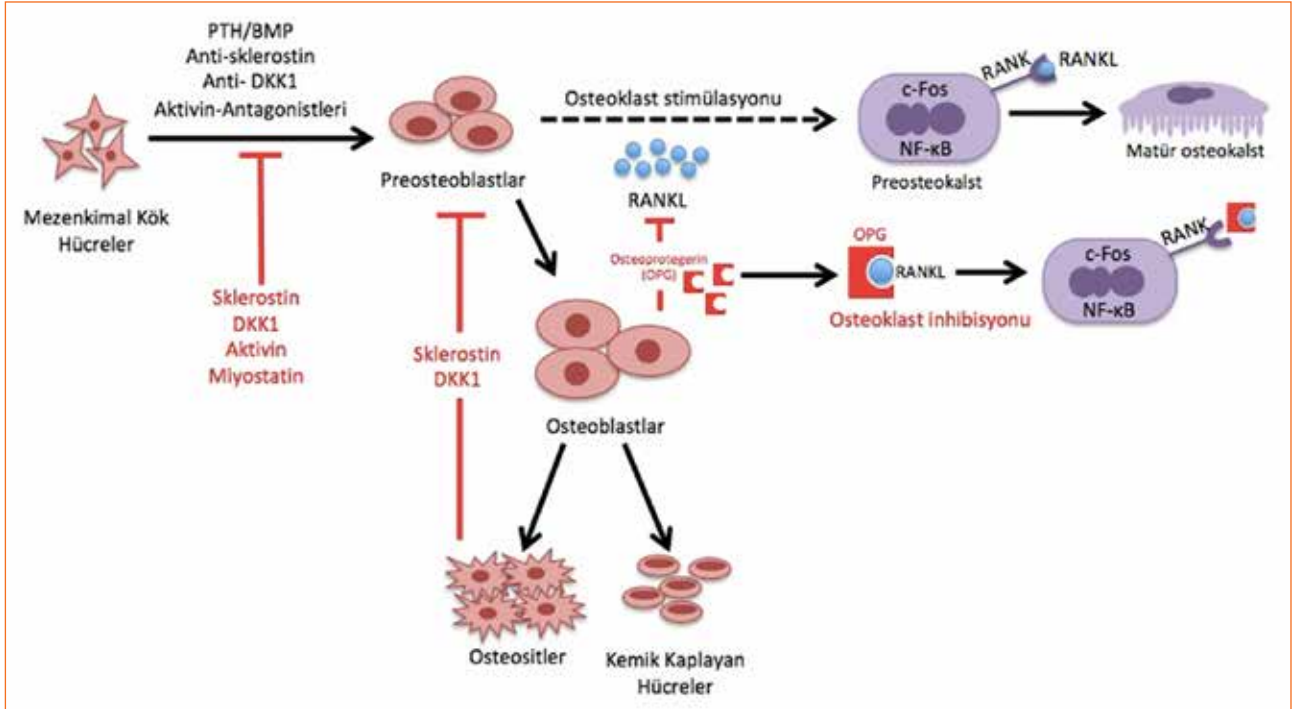 PTH/BMP
Anti-sklerostin
Anti- DKK1
Aktivin-Antagonistleri
Mezenkimal Kök
Hücreler
Sklerostin
DKK1
Aktivin
Miyostatin
Preosteoblastlar
Osteoklast stimülasyonu
RANKL
c-Fos
NF-κB
RANK
RANKL
Preosteokalst
Matür osteokalst
Osteoprotegerin
(OPG)
OPG
RANKL
Osteoklast inhibisyonu
RANK
c-Fos
NF-κB
Sklerostin
DKK1
Osteoblastlar
Osteositler
Kemik Kaplayan
Hücreler